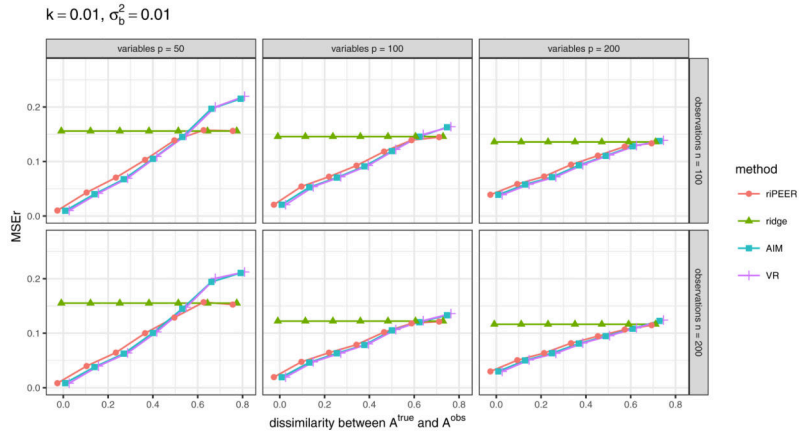 k = 0.01, σ_b^2 = 0.01
variables p = 50
variables p = 100
variables p = 200
0.2
0.1
0.0
observations n = 100
MSEr
0.2
0.1
0.0
observations n = 200
0.0 0.2 0.4 0.6 0.8
0.0 0.2 0.4 0.6 0.8
0.0 0.2 0.4 0.6 0.8
dissimilarity between A^true and A^obs
method
riPEER
ridge
AIM
VR